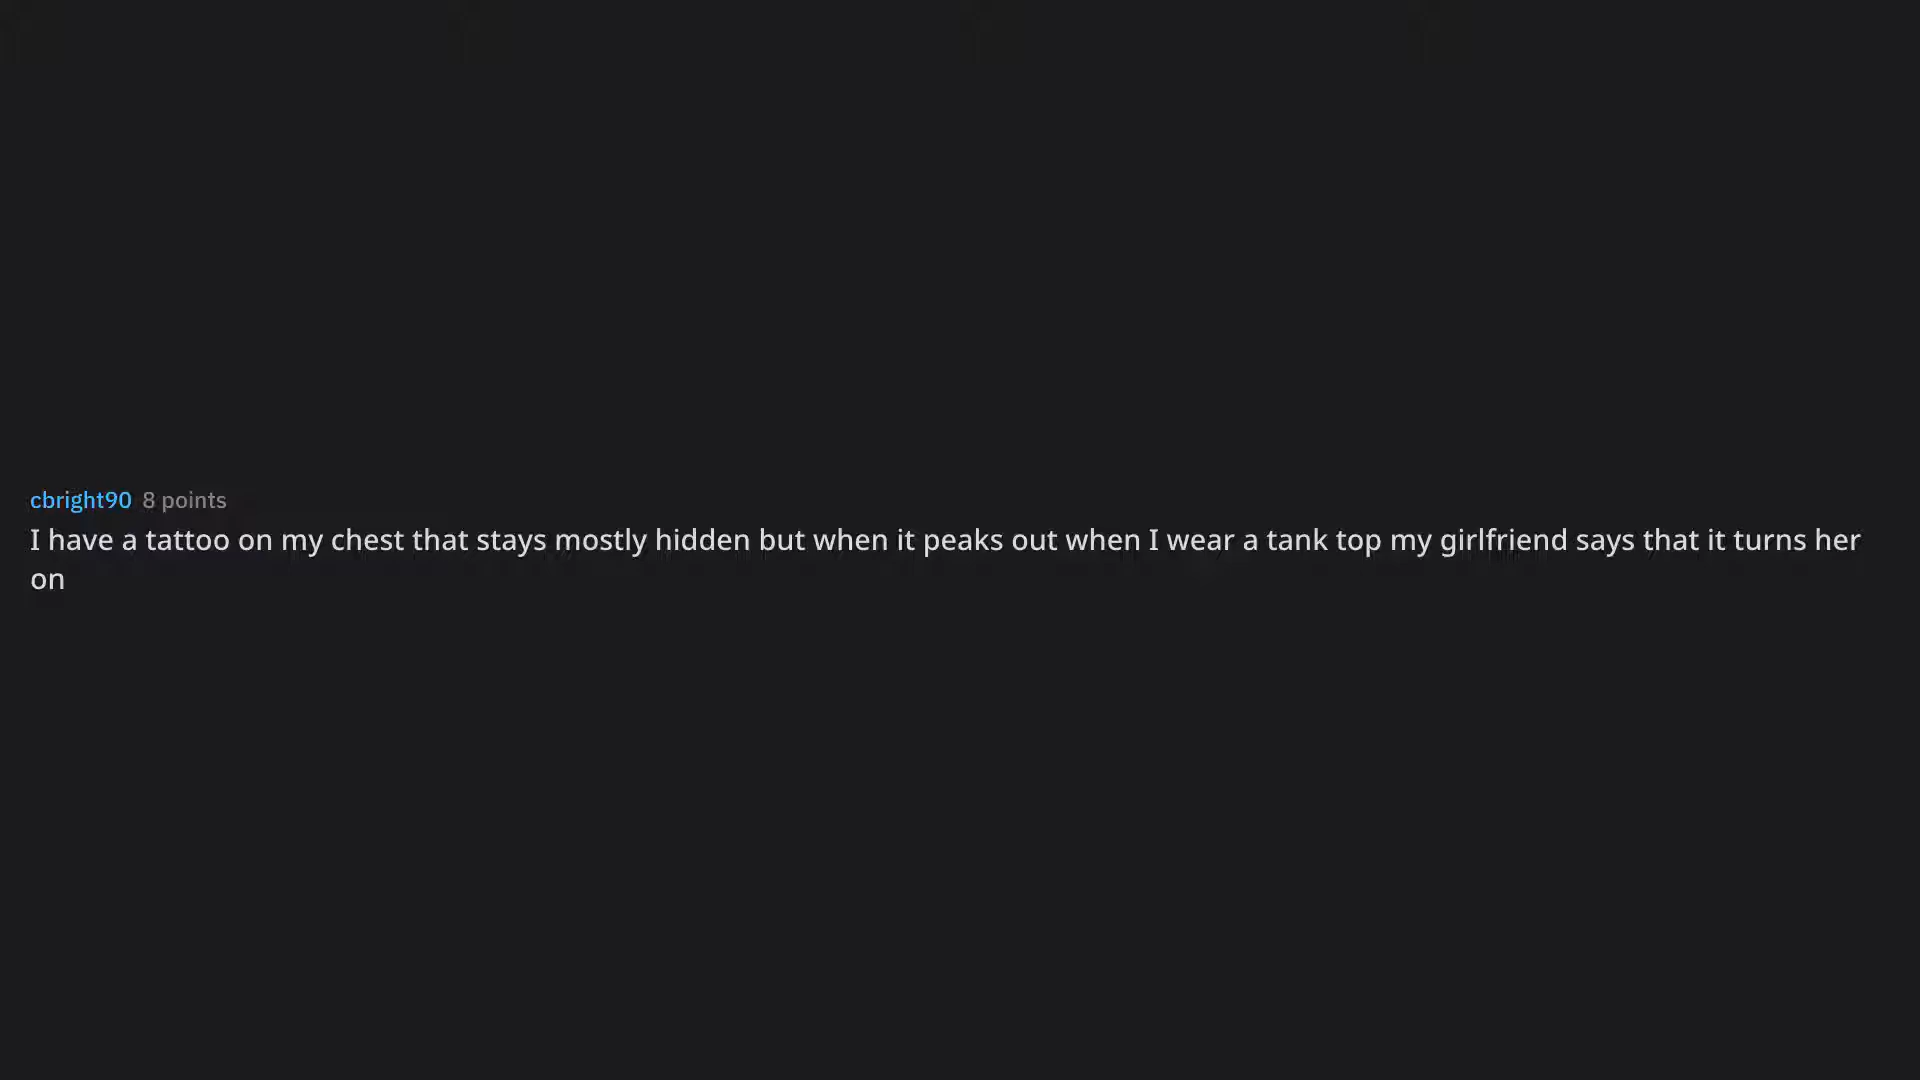 cbright90 8 points
I have a tattoo on my chest that stays mostly hidden but when it peaks out when I wear a tank top my girlfriend says that it turns her
on